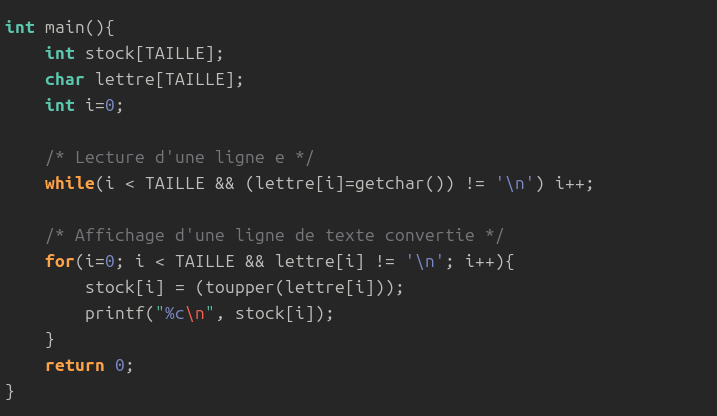 int main(){
    int stock[TAILLE];
    char lettre[TAILLE];
    int i=0;

    /* Lecture d'une ligne e */
    while(i < TAILLE && (lettre[i]=getchar()) != '\n') i++;

    /* Affichage d'une ligne de texte convertie */
    for(i=0; i < TAILLE && lettre[i] != '\n'; i++){
        stock[i] = (toupper(lettre[i]));
        printf("%c\n", stock[i]);
    }
    return 0;
}